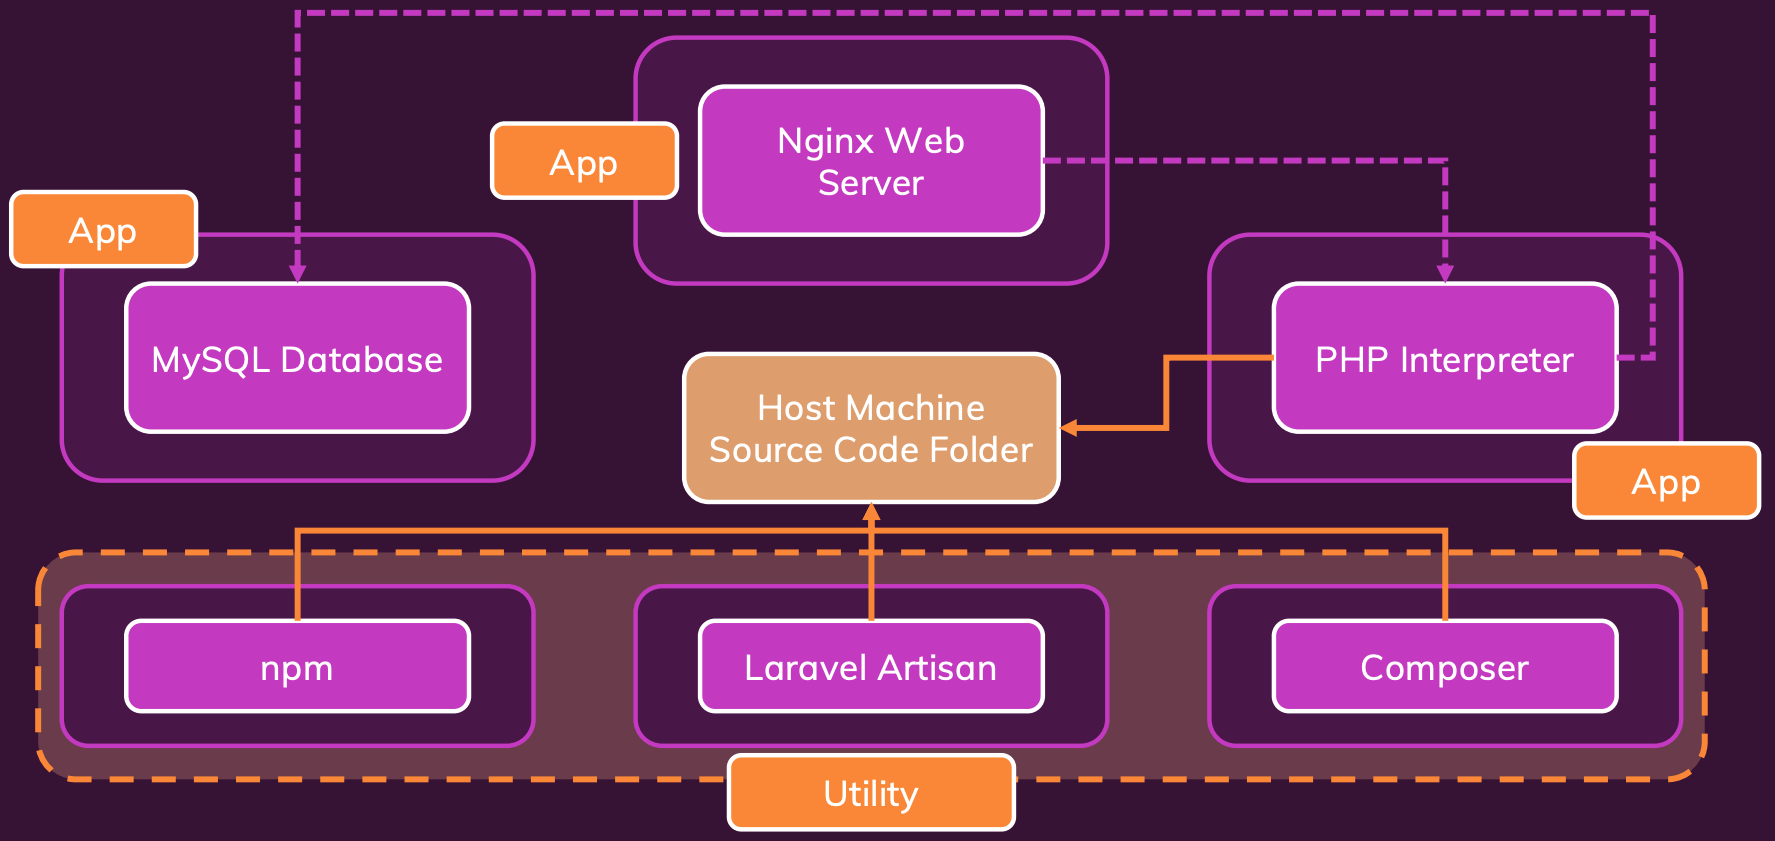 Nginx Web
Server
App
App
MySQL Database
Host Machine
Source Code Folder
PHP Interpreter
App
npm
Laravel Artisan
Composer
Utility